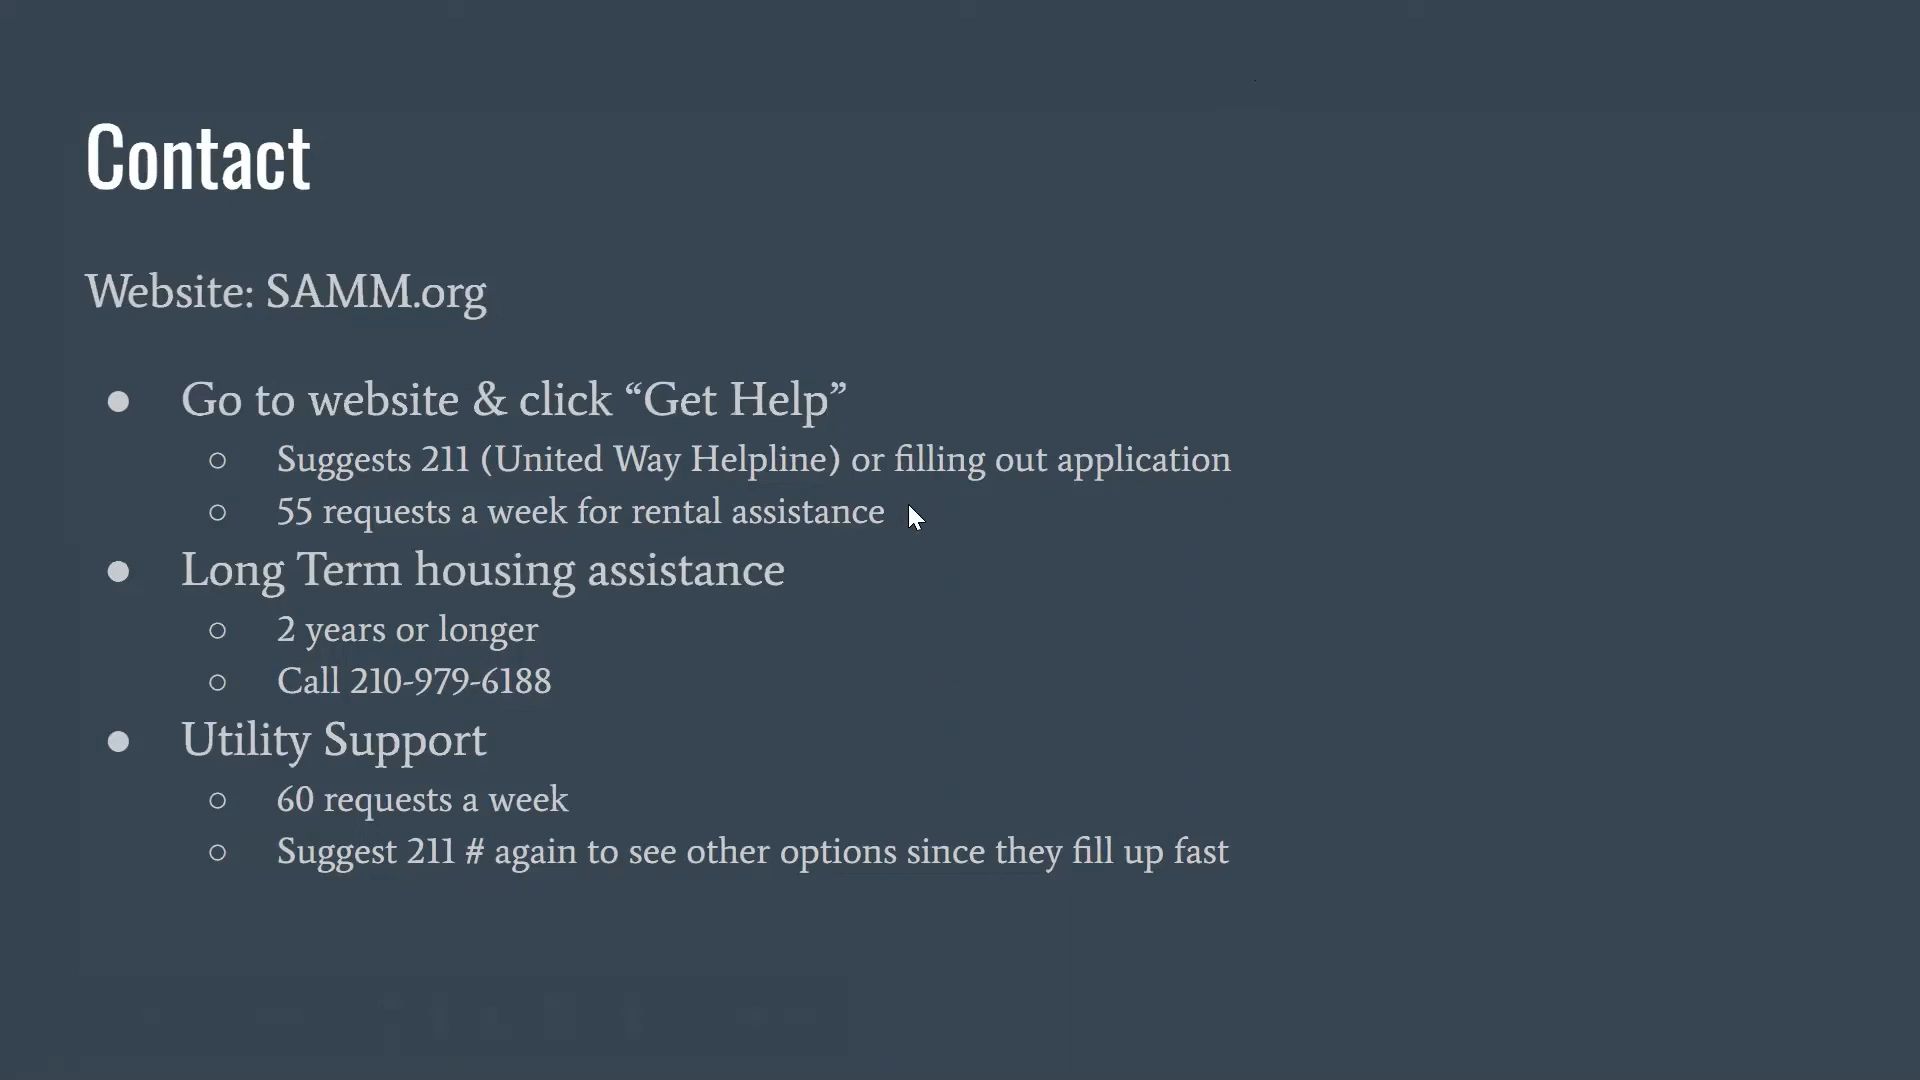 Contact
Website: SAMM.org
● Go to website & click “Get Help”
○ Suggests 211 (United Way Helpline) or filling out application
○ 55 requests a week for rental assistance
● Long Term housing assistance
○ 2 years or longer
○ Call 210-979-6188
● Utility Support
○ 60 requests a week
○ Suggest 211 # again to see other options since they fill up fast